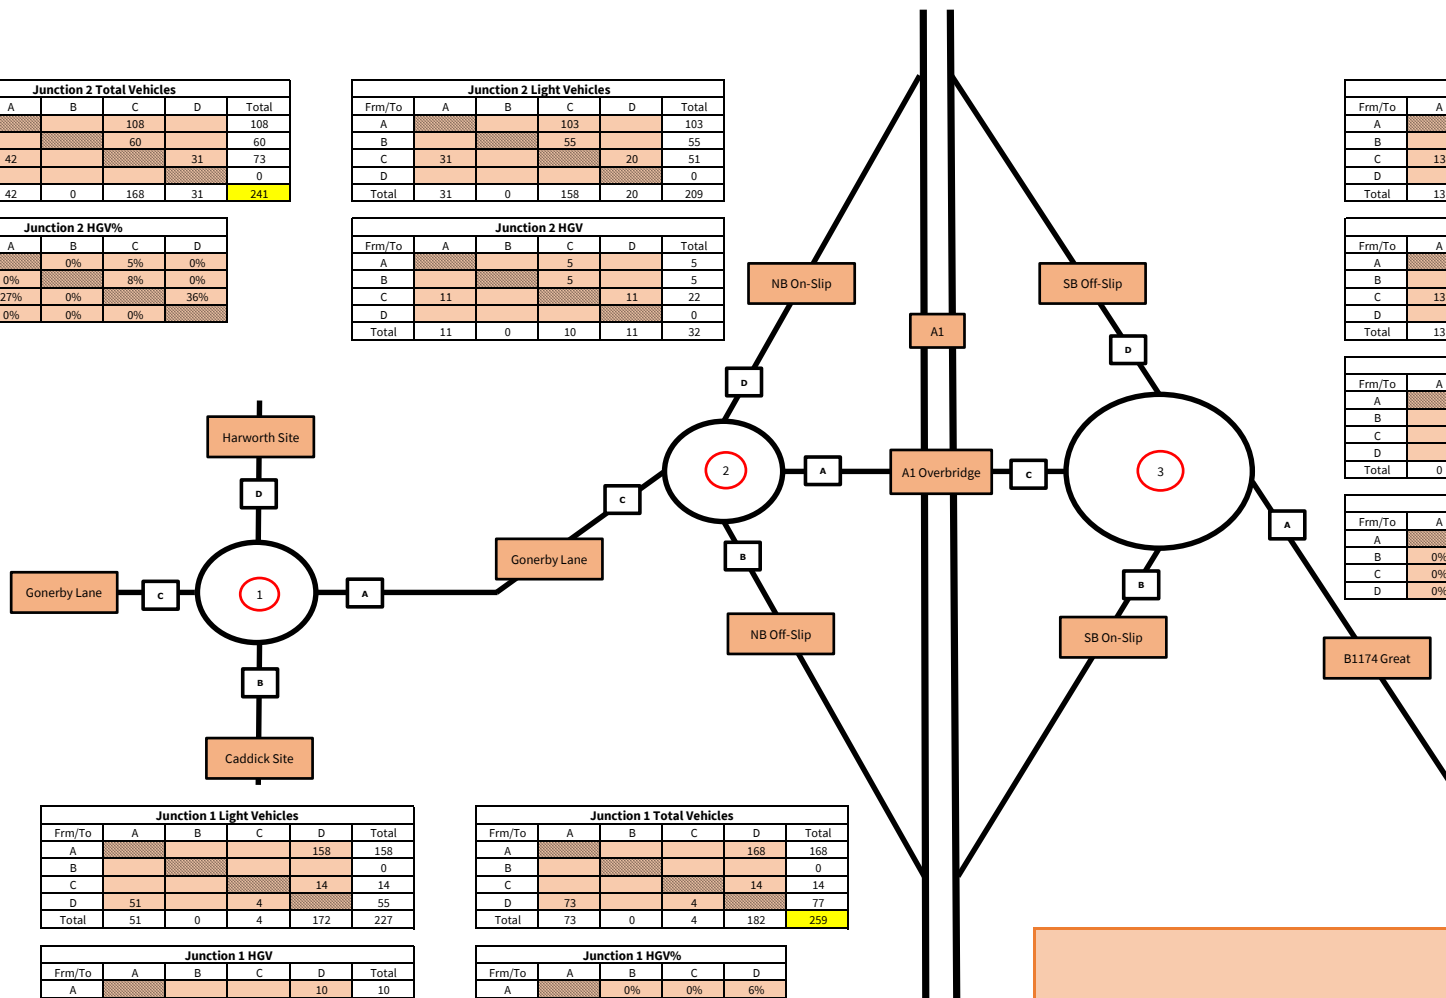 Junction 2 Total Vehicles
A B C D Total
108 108
60 60
42 31 73
0
42 0 168 31 241
Junction 2 HGV%
A B C D
0% 5% 0%
0% 8% 0%
27% 0% 36%
0% 0% 0%
Junction 2 Light Vehicles
Frm/To A B C D Total
A 103 103
B 55 55
C 31 20 51
D 0
Total 31 0 158 20 209
Junction 2 HGV
Frm/To A B C D Total
A 5 5
B 5 5
C 11 11 22
D 0
Total 11 0 10 11 32
Frm/To A
A
B
C 13
D
Total 13
Frm/To A
A
B
C 13
D
Total 13
Frm/To A
A
B
C
D
Total 0
Frm/To A
A
B 0%
C 0%
D 0%
NB On-Slip
SB Off-Slip
A1
D
D
Harworth Site
D
2
A
A1 Overbridge
C
3
C
A
Gonerby Lane
B
B
Gonerby Lane
C
1
A
NB Off-Slip
SB On-Slip
B1174 Great
B
Caddick Site
Junction 1 Light Vehicles
Frm/To A B C D Total
A 158 158
B 0
C 14 14
D 51 4 55
Total 51 0 4 172 227
Junction 1 Total Vehicles
Frm/To A B C D Total
A 168 168
B 0
C 14 14
D 73 4 77
Total 73 0 4 182 259
Junction 1 HGV
Frm/To A B C D Total
A 10 10
Junction 1 HGV%
Frm/To A B C D
A 0% 0% 6%